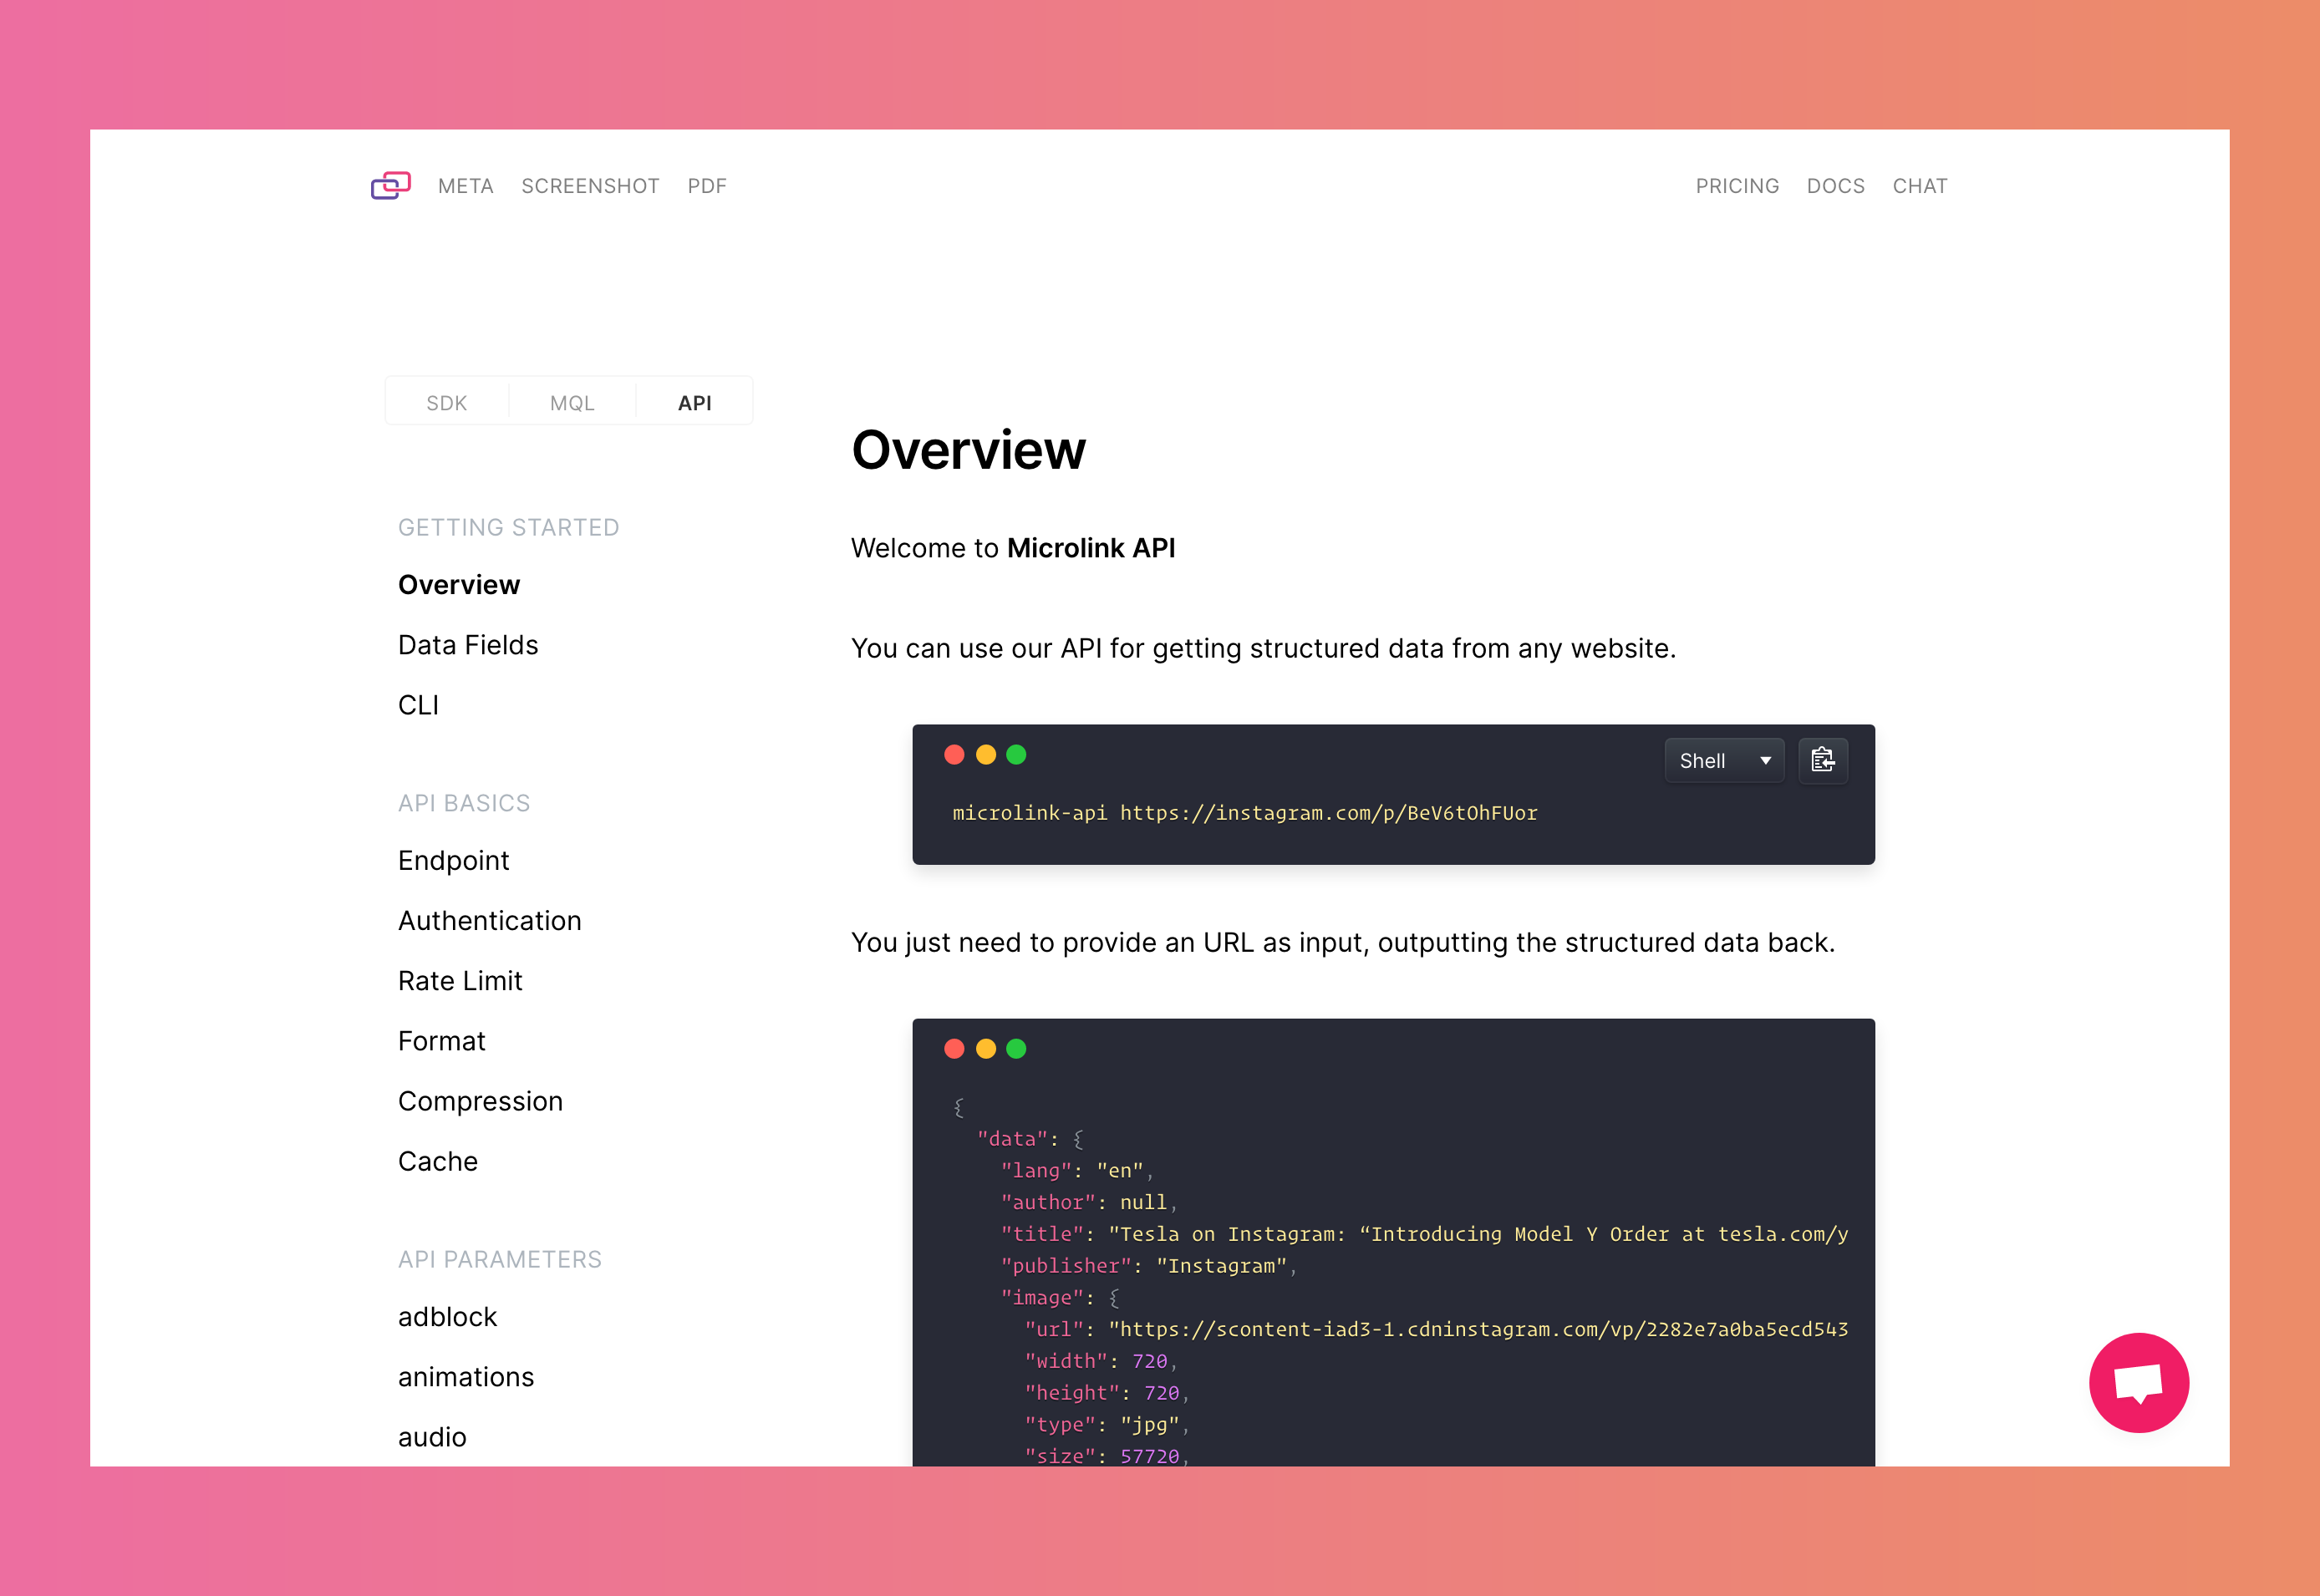 META SCREENSHOT PDF PRICING DOCS CHAT
SDK MQL API
GETTING STARTED
Overview
Data Fields
CLI
API BASICS
Endpoint
Authentication
Rate Limit
Format
Compression
Cache
API PARAMETERS
adblock
animations
audio
Overview
Welcome to Microlink API
You can use our API for getting structured data from any website.
Shell
microlink-api https://instagram.com/p/BeV6tOhFUor
You just need to provide an URL as input, outputting the structured data back.
{
"data": {
"lang": "en",
"author": null,
"title": "Tesla on Instagram: “Introducing Model Y Order at tesla.com/y
"publisher": "Instagram",
"image": {
"url": "https://scontent-iad3-1.cdninstagram.com/vp/2282e7a0ba5ecd543
"width": 720,
"height": 720,
"type": "jpg",
"size": 57720,